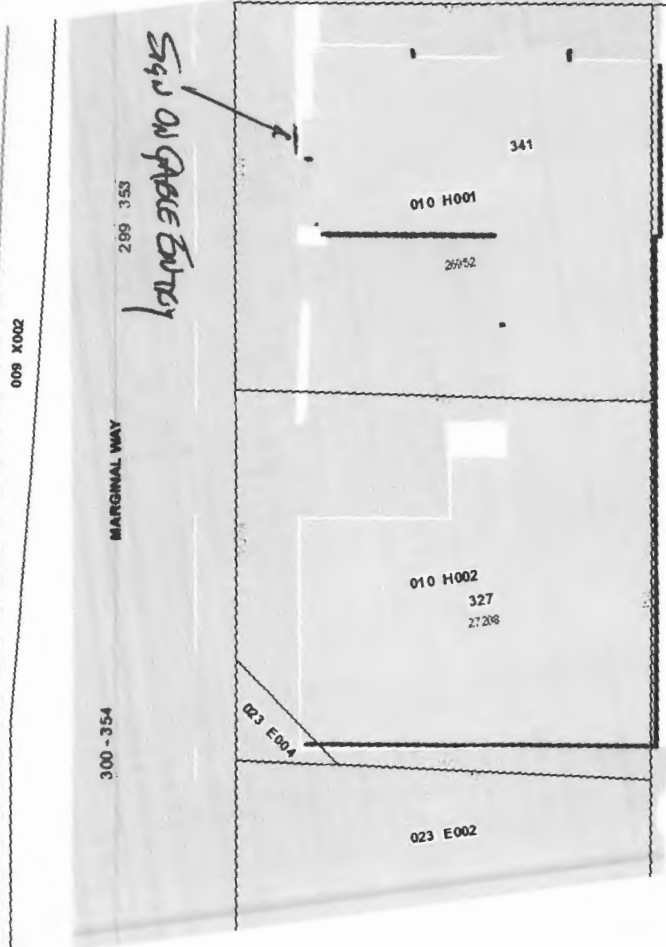 SIGN ON GABLE ENTRY
299 - 353
009 X002
MARGINAL WAY
300 - 354
341
010 H001
26952
010 H002
327
27208
023 E004
023 E002